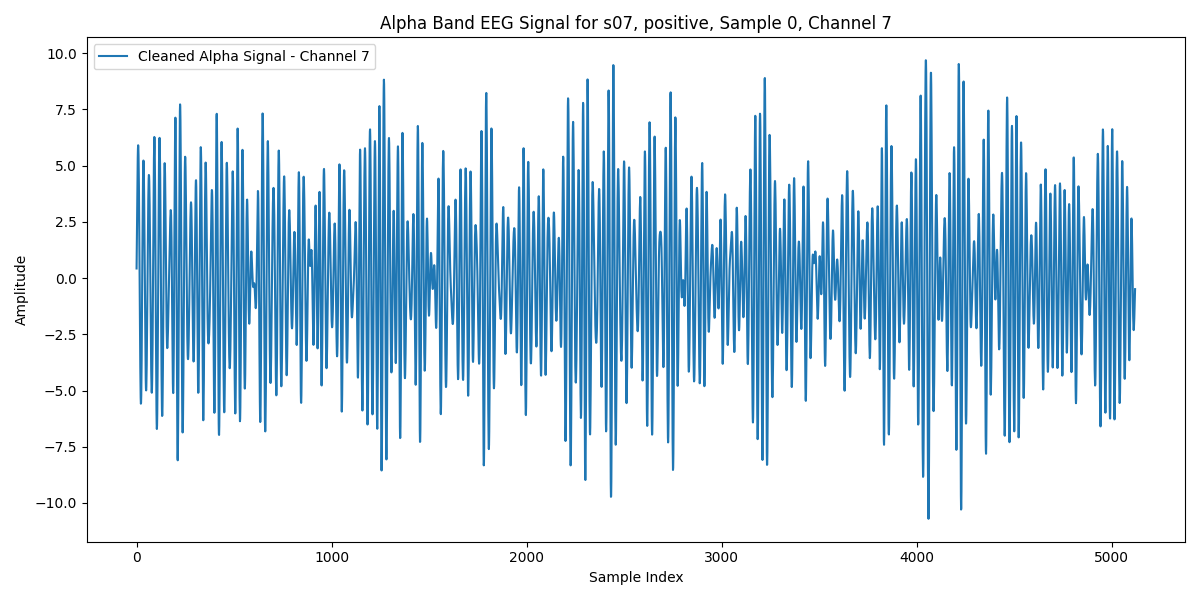 Alpha Band EEG Signal for s07, positive, Sample 0, Channel 7
Cleaned Alpha Signal - Channel 7
10.0
7.5
5.0
2.5
0.0
−2.5
−5.0
−7.5
−10.0
Amplitude
0 1000 2000 3000 4000 5000
Sample Index